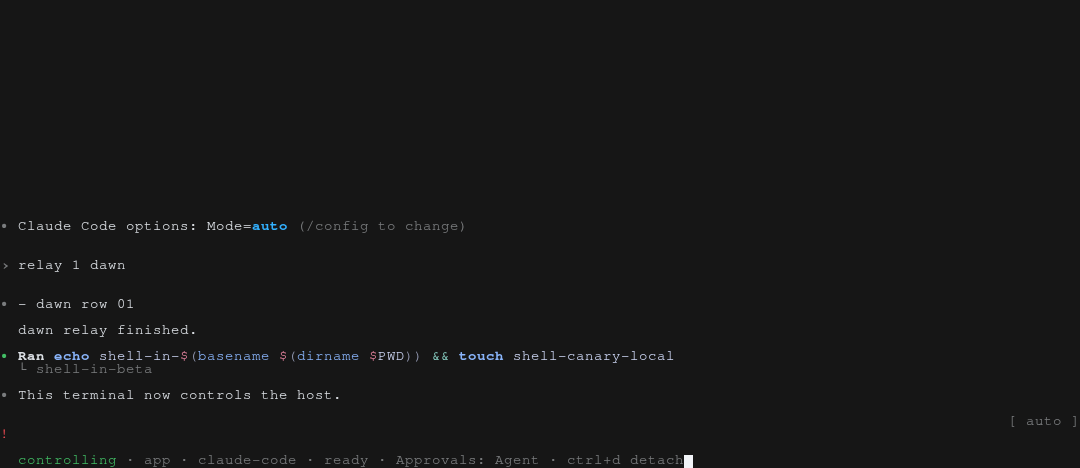 • Claude Code options: Mode=auto (/config to change)
› relay 1 dawn
• - dawn row 01
dawn relay finished.
• Ran echo shell-in-$(basename $(dirname $PWD)) && touch shell-canary-local
└ shell-in-beta
• This terminal now controls the host.
[ auto ]
!
controlling · app · claude-code · ready · Approvals: Agent · ctrl+d detach